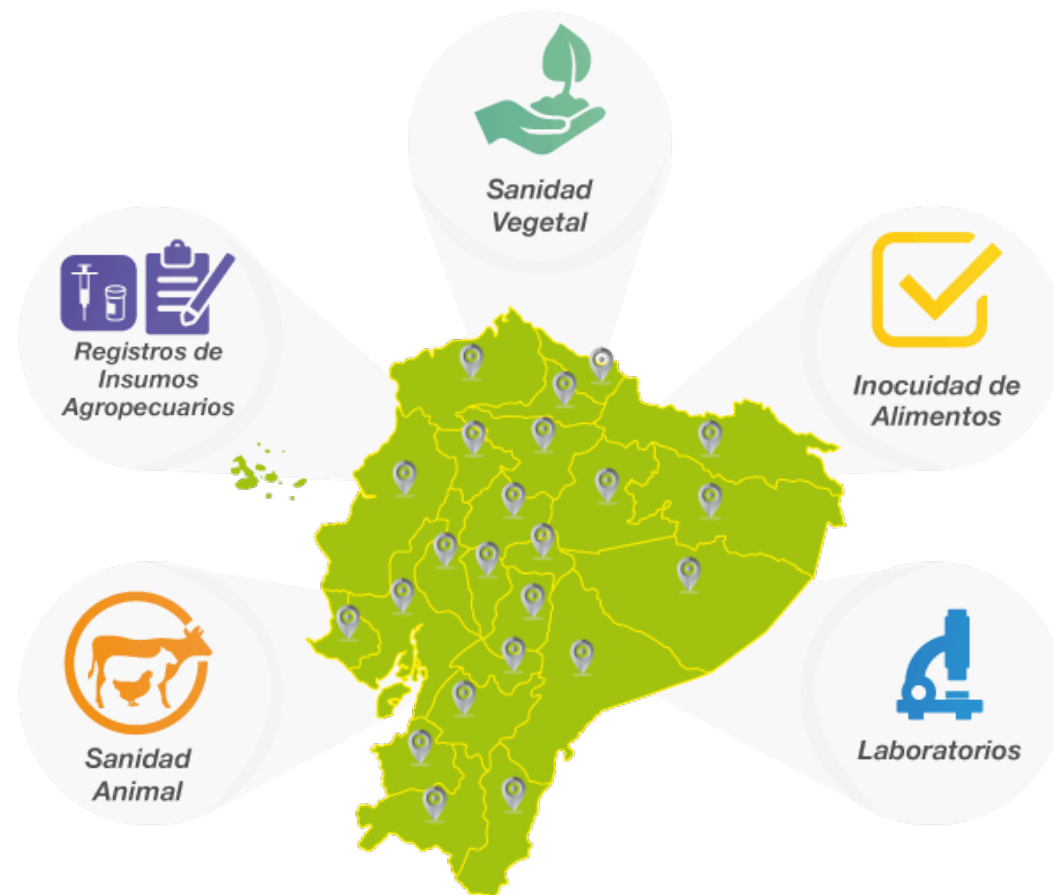 Sanidad
Vegetal
Registros de
Insumos
Agropecuarios
Inocuidad de
Alimentos
Sanidad
Animal
Laboratorios